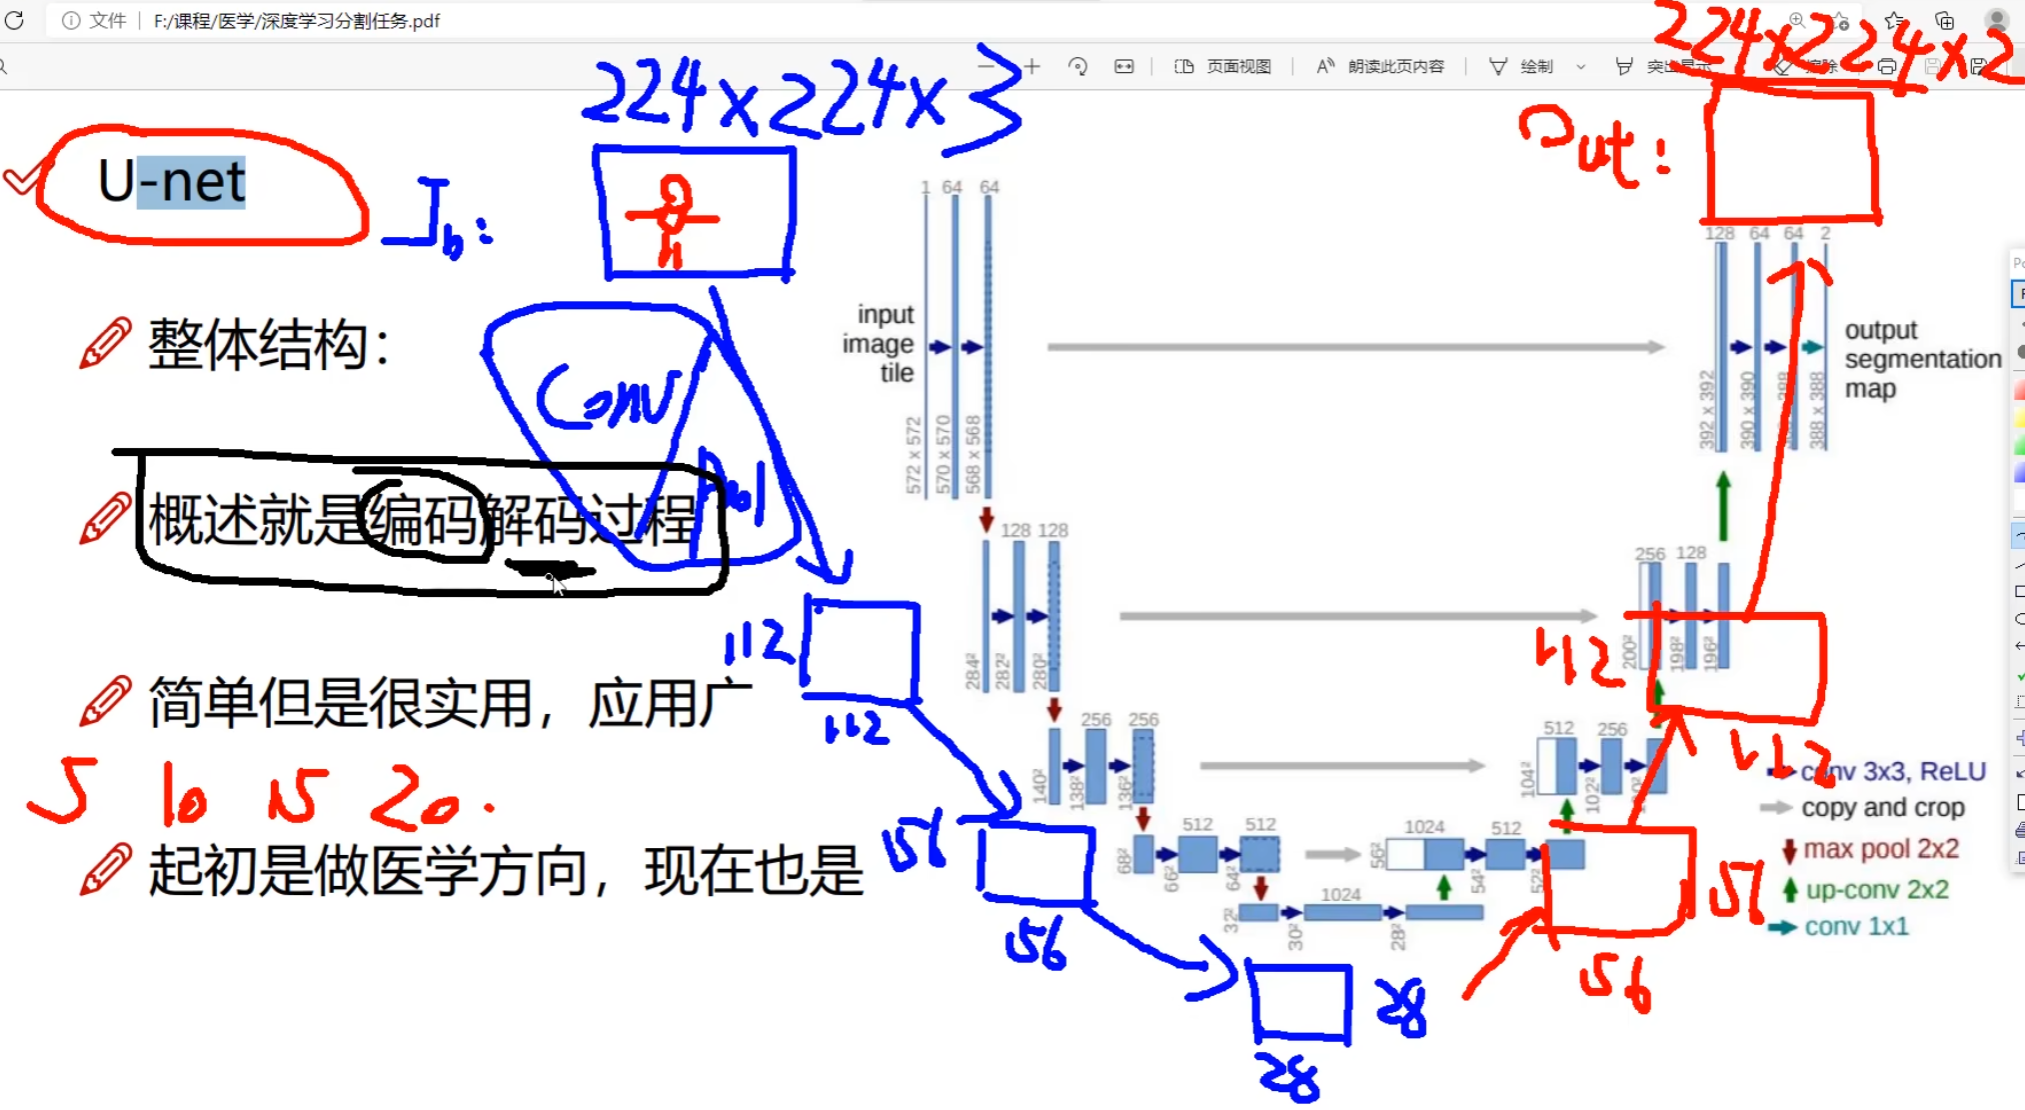 文件 F:/课程/医学/深度学习分割任务.pdf
页面视图 朗读此页内容 绘制 突出显示 擦除
224x224x3
224x224x2
U-net
Out:
整体结构：
Conv
Pool
概述就是编码解码过程
简单但是很实用，应用广
5 10 15 20.
起初是做医学方向，现在也是
112
112
56
56
28
28
56
56
112
112
input
image
tile
1 64 64
572 x 572
570 x 570
568 x 568
128 128
284²
282²
280²
256 256
140²
138²
136²
512 512
68²
66²
64²
1024
32²
30²
28²
1024 512
56²
54²
52²
512 256
104²
102²
256 128
200²
198²
196²
128 64 64 2
392 x 392
390 x 390
388 x 388
output
segmentation
map
conv 3x3, ReLU
copy and crop
max pool 2x2
up-conv 2x2
conv 1x1